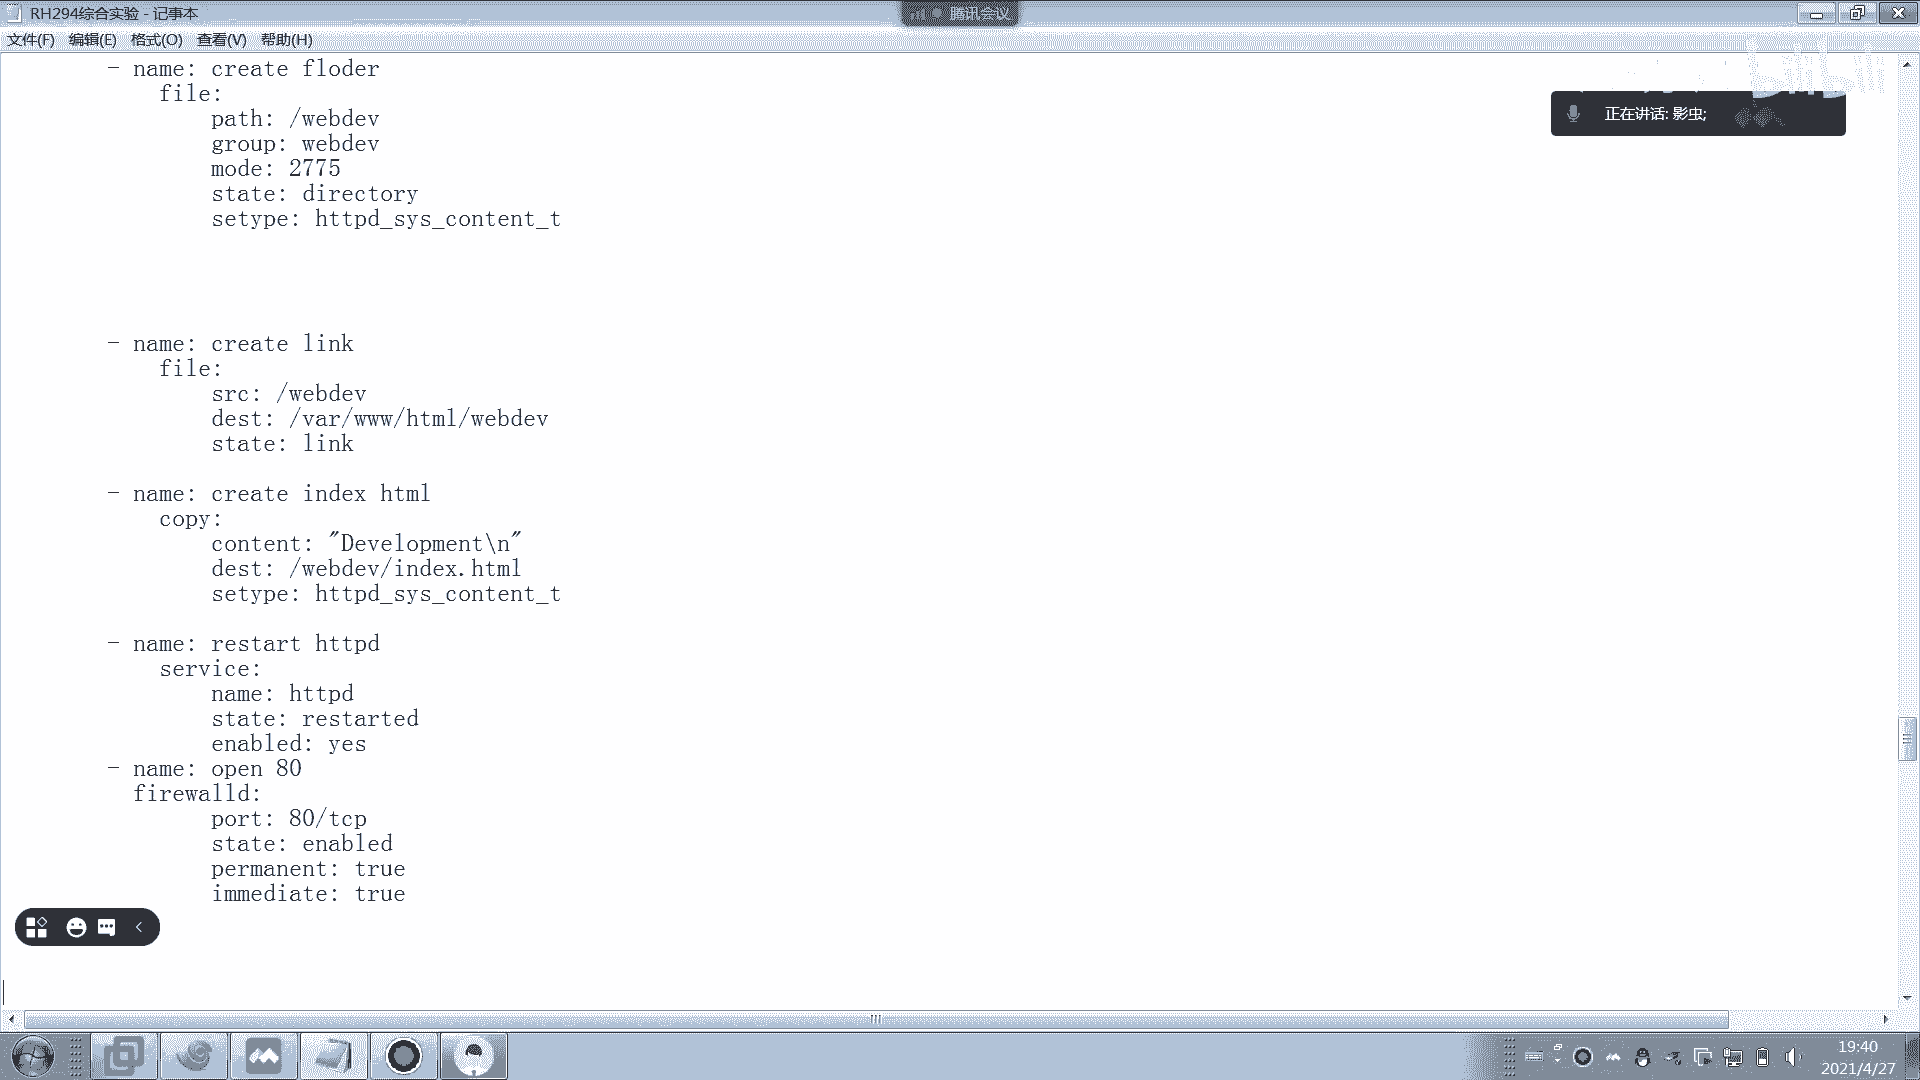 RH294综合实验 - 记事本
腾讯会议
文件(F) 编辑(E) 格式(O) 查看(V) 帮助(H)
bilibili
正在讲话: 影虫;
- name: create floder
file:
path: /webdev
group: webdev
mode: 2775
state: directory
setype: httpd_sys_content_t
- name: create link
file:
src: /webdev
dest: /var/www/html/webdev
state: link
- name: create index html
copy:
content: "Development\n"
dest: /webdev/index.html
setype: httpd_sys_content_t
- name: restart httpd
service:
name: httpd
state: restarted
enabled: yes
- name: open 80
firewalld:
port: 80/tcp
state: enabled
permanent: true
immediate: true
19:40
2021/4/27